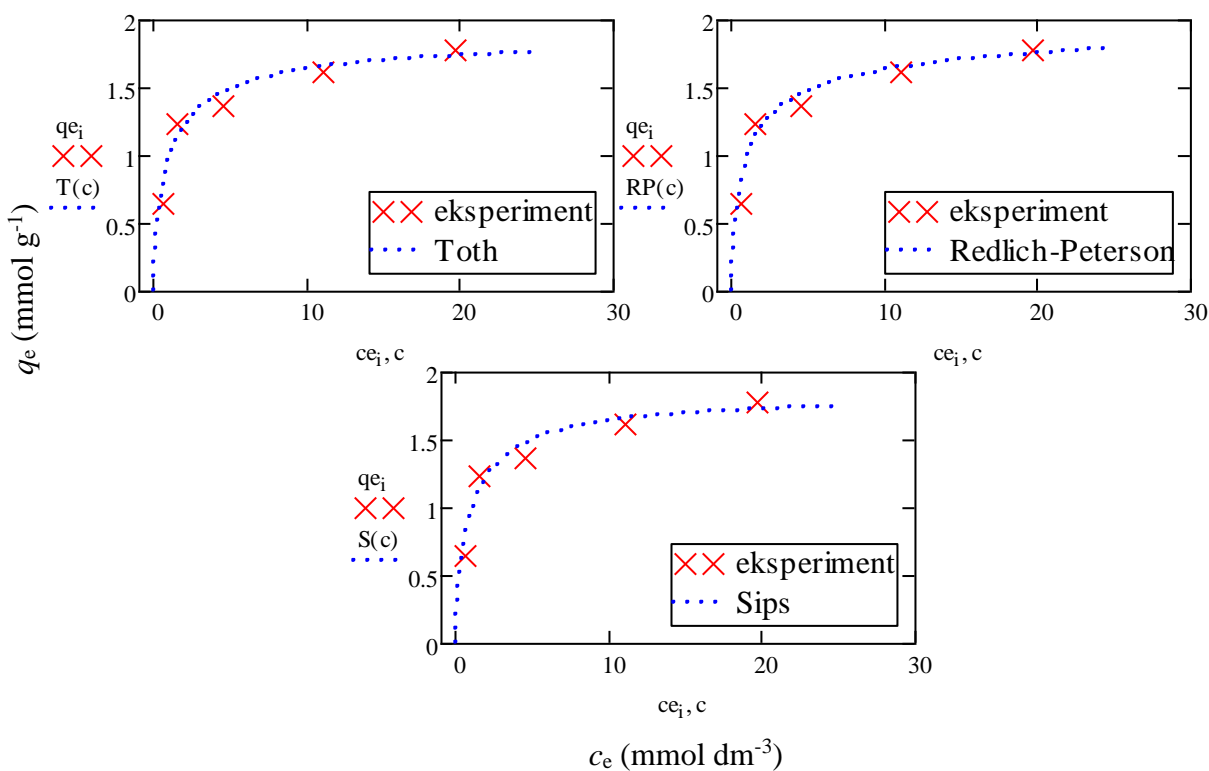 2
1.5
1
0.5
0
0
10
20
30
qe_i
T(c)
eksperiment
Toth
ce_i , c
2
1.5
1
0.5
0
0
10
20
30
qe_i
RP(c)
eksperiment
Redlich-Peterson
ce_i , c
q_e (mmol g^-1)
2
1.5
1
0.5
0
0
10
20
30
qe_i
S(c)
eksperiment
Sips
ce_i , c
c_e (mmol dm^-3)